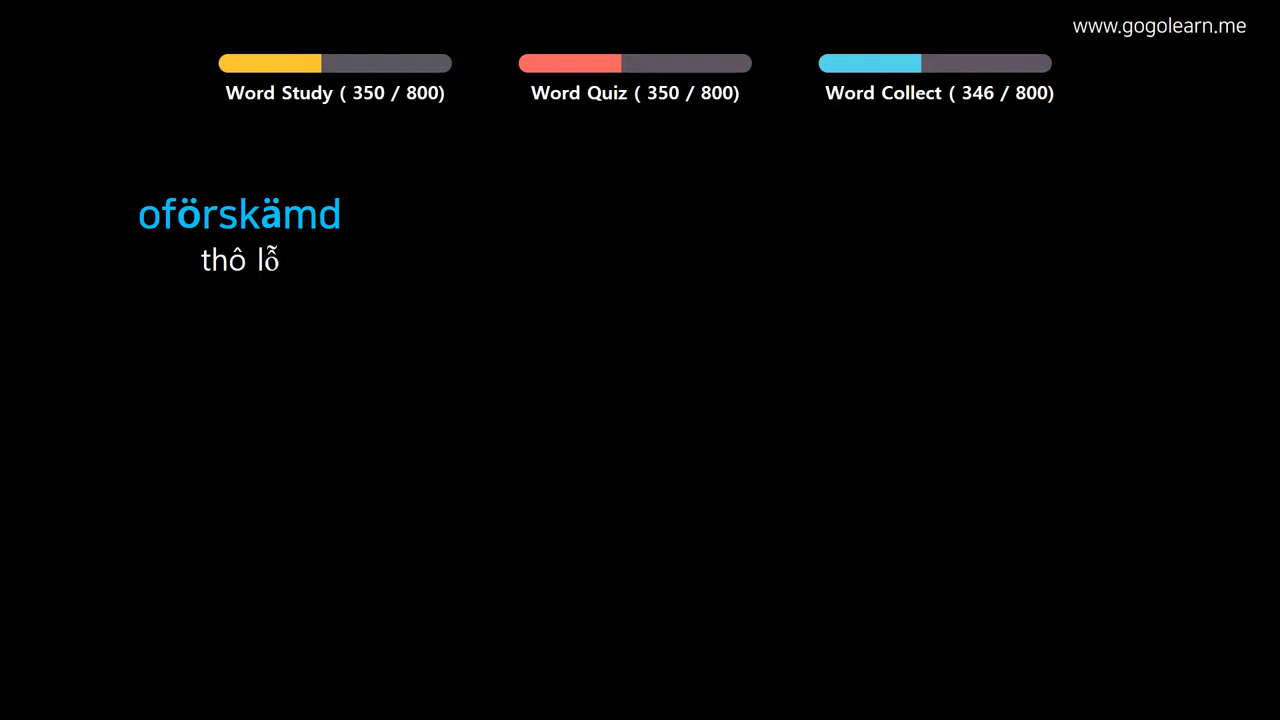 www.gogolearn.me
Word Study ( 350 / 800)
Word Quiz ( 350 / 800)
Word Collect ( 346 / 800)
oförskämd
thô lỗ